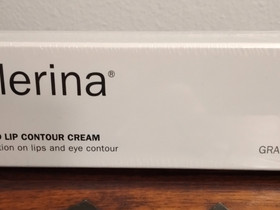 lerina®
LIP CONTOUR CREAM
tion on lips and eye contour
GRA